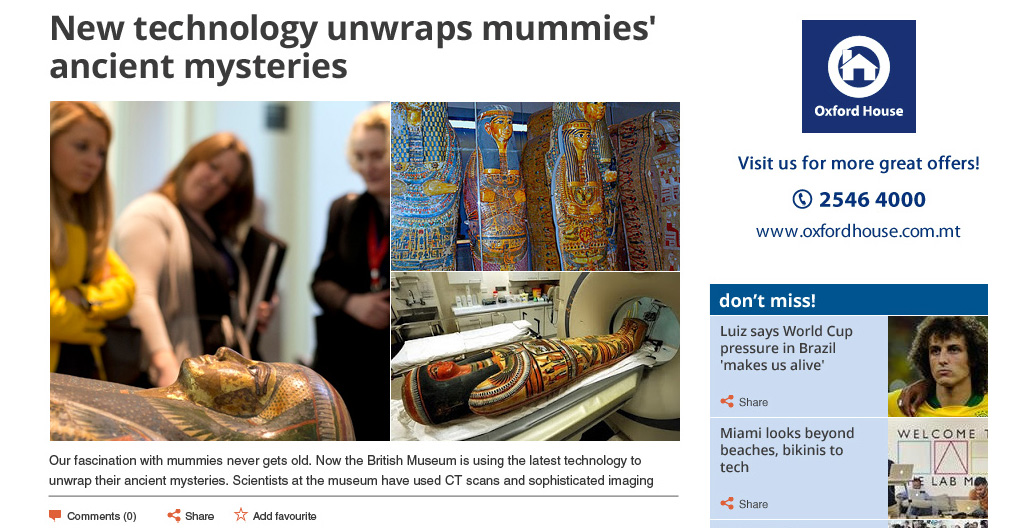 New technology unwraps mummies'
ancient mysteries
Our fascination with mummies never gets old. Now the British Museum is using the latest technology to
unwrap their ancient mysteries. Scientists at the museum have used CT scans and sophisticated imaging
Comments (0)
Share
Add favourite
Oxford House
Visit us for more great offers!
2546 4000
www.oxfordhouse.com.mt
don't miss!
Luiz says World Cup
pressure in Brazil
'makes us alive'
Share
Miami looks beyond
beaches, bikinis to
tech
Share
WELCOME T
E LAB M